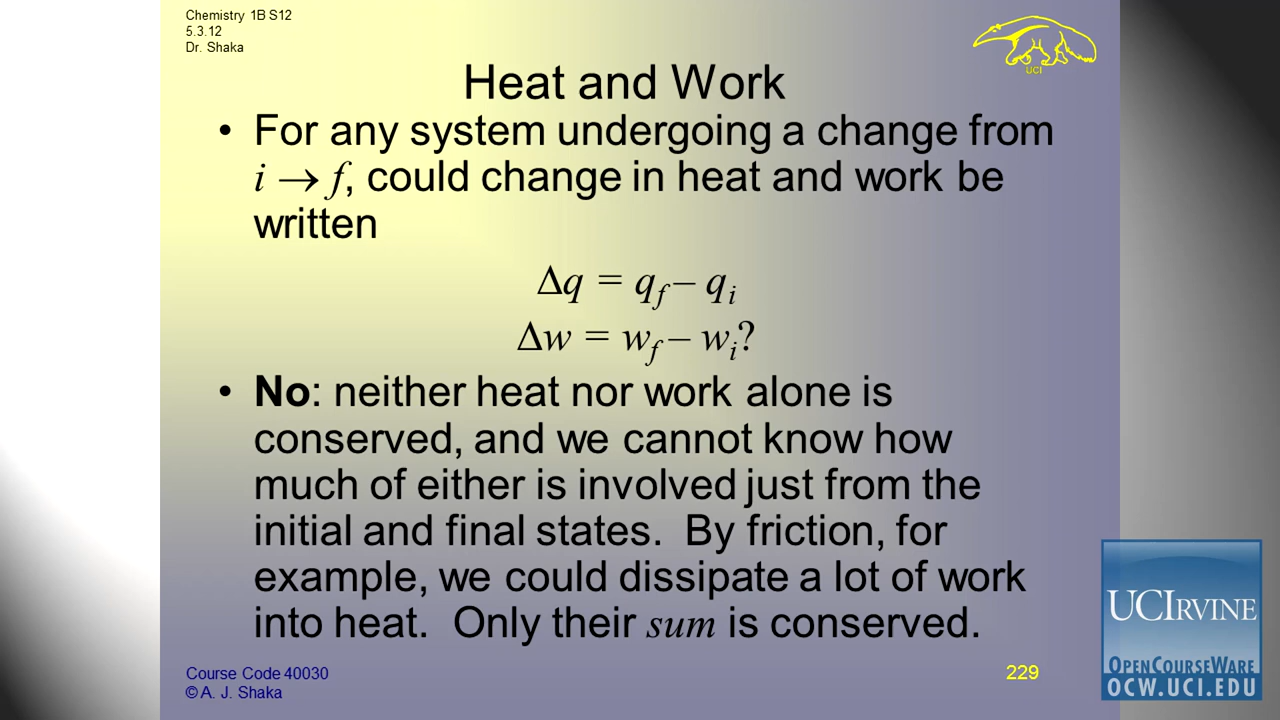 Chemistry 1B S12
5.3.12
Dr. Shaka
UCI
Heat and Work
• For any system undergoing a change from
i → f, could change in heat and work be
written
Δq = qf – qi
Δw = wf – wi?
• No: neither heat nor work alone is
conserved, and we cannot know how
much of either is involved just from the
initial and final states. By friction, for
example, we could dissipate a lot of work
into heat. Only their sum is conserved.
Course Code 40030
© A. J. Shaka
229
UCIRVINE
OPENCOURSEWARE
OCW.UCI.EDU